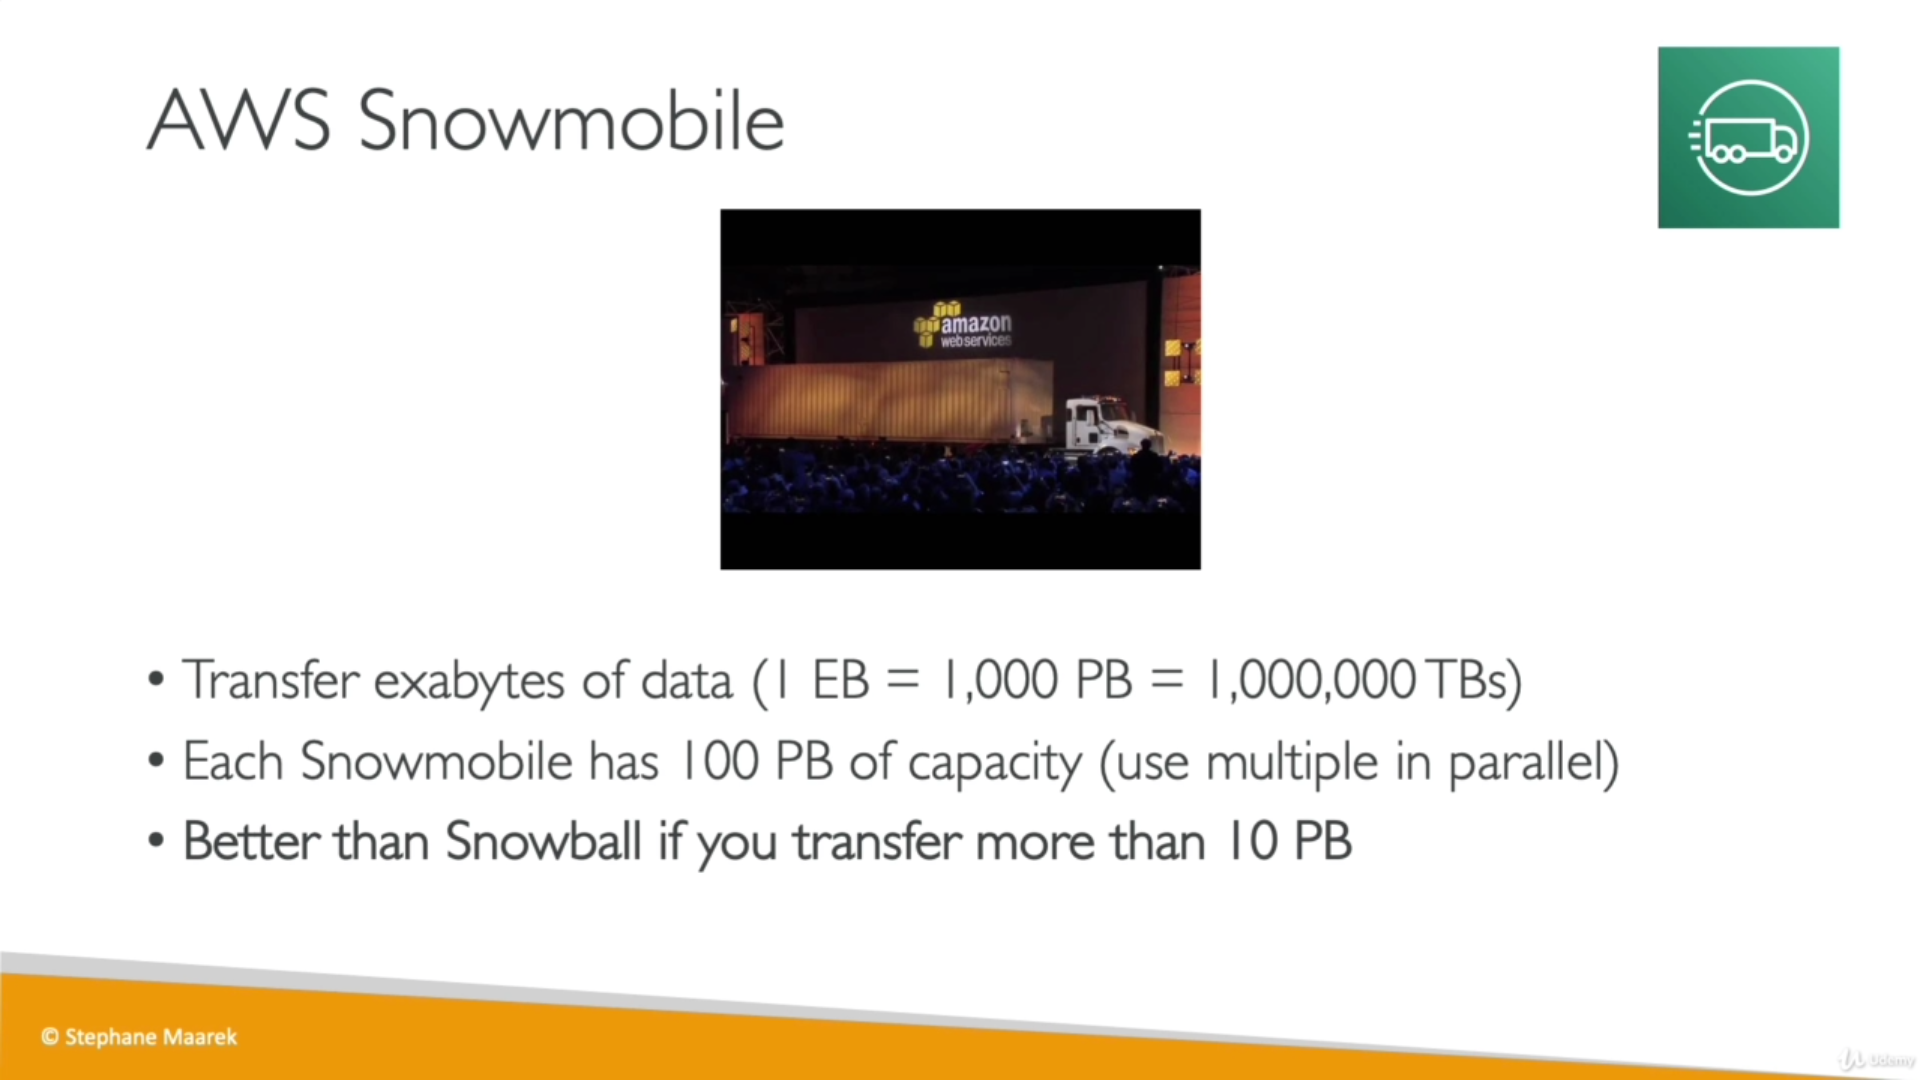 AWS Snowmobile
amazon
webservices
• Transfer exabytes of data (1 EB = 1,000 PB = 1,000,000 TBs)
• Each Snowmobile has 100 PB of capacity (use multiple in parallel)
• Better than Snowball if you transfer more than 10 PB
© Stephane Maarek
Udemy